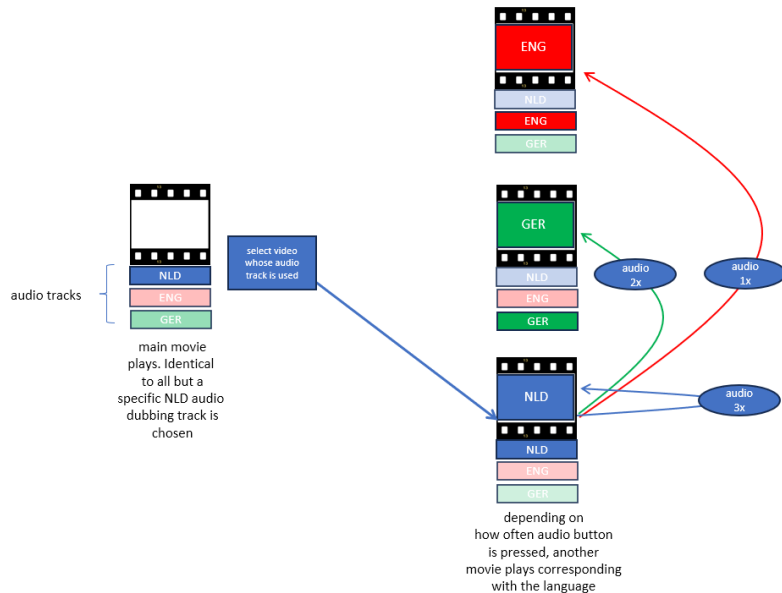 ENG
NLD
ENG
GER
GER
NLD
ENG
GER
audio tracks
NLD
ENG
GER
select video
whose audio
track is used
main movie
plays. Identical
to all but a
specific NLD audio
dubbing track is
chosen
audio
2x
audio
1x
NLD
NLD
ENG
GER
audio
3x
depending on
how often audio button
is pressed, another
movie plays corresponding
with the language